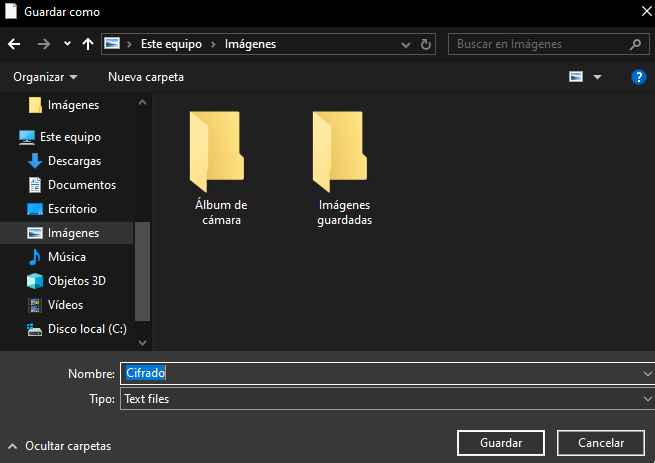 Guardar como
Este equipo
Imágenes
Buscar en Imágenes
Organizar
Nueva carpeta
?
Imágenes
Este equipo
Descargas
Documentos
Escritorio
Imágenes
Música
Objetos 3D
Vídeos
Disco local (C:)
Álbum de
cámara
Imágenes
guardadas
Nombre:
Cifrado
Tipo:
Text files
Ocultar carpetas
Guardar
Cancelar